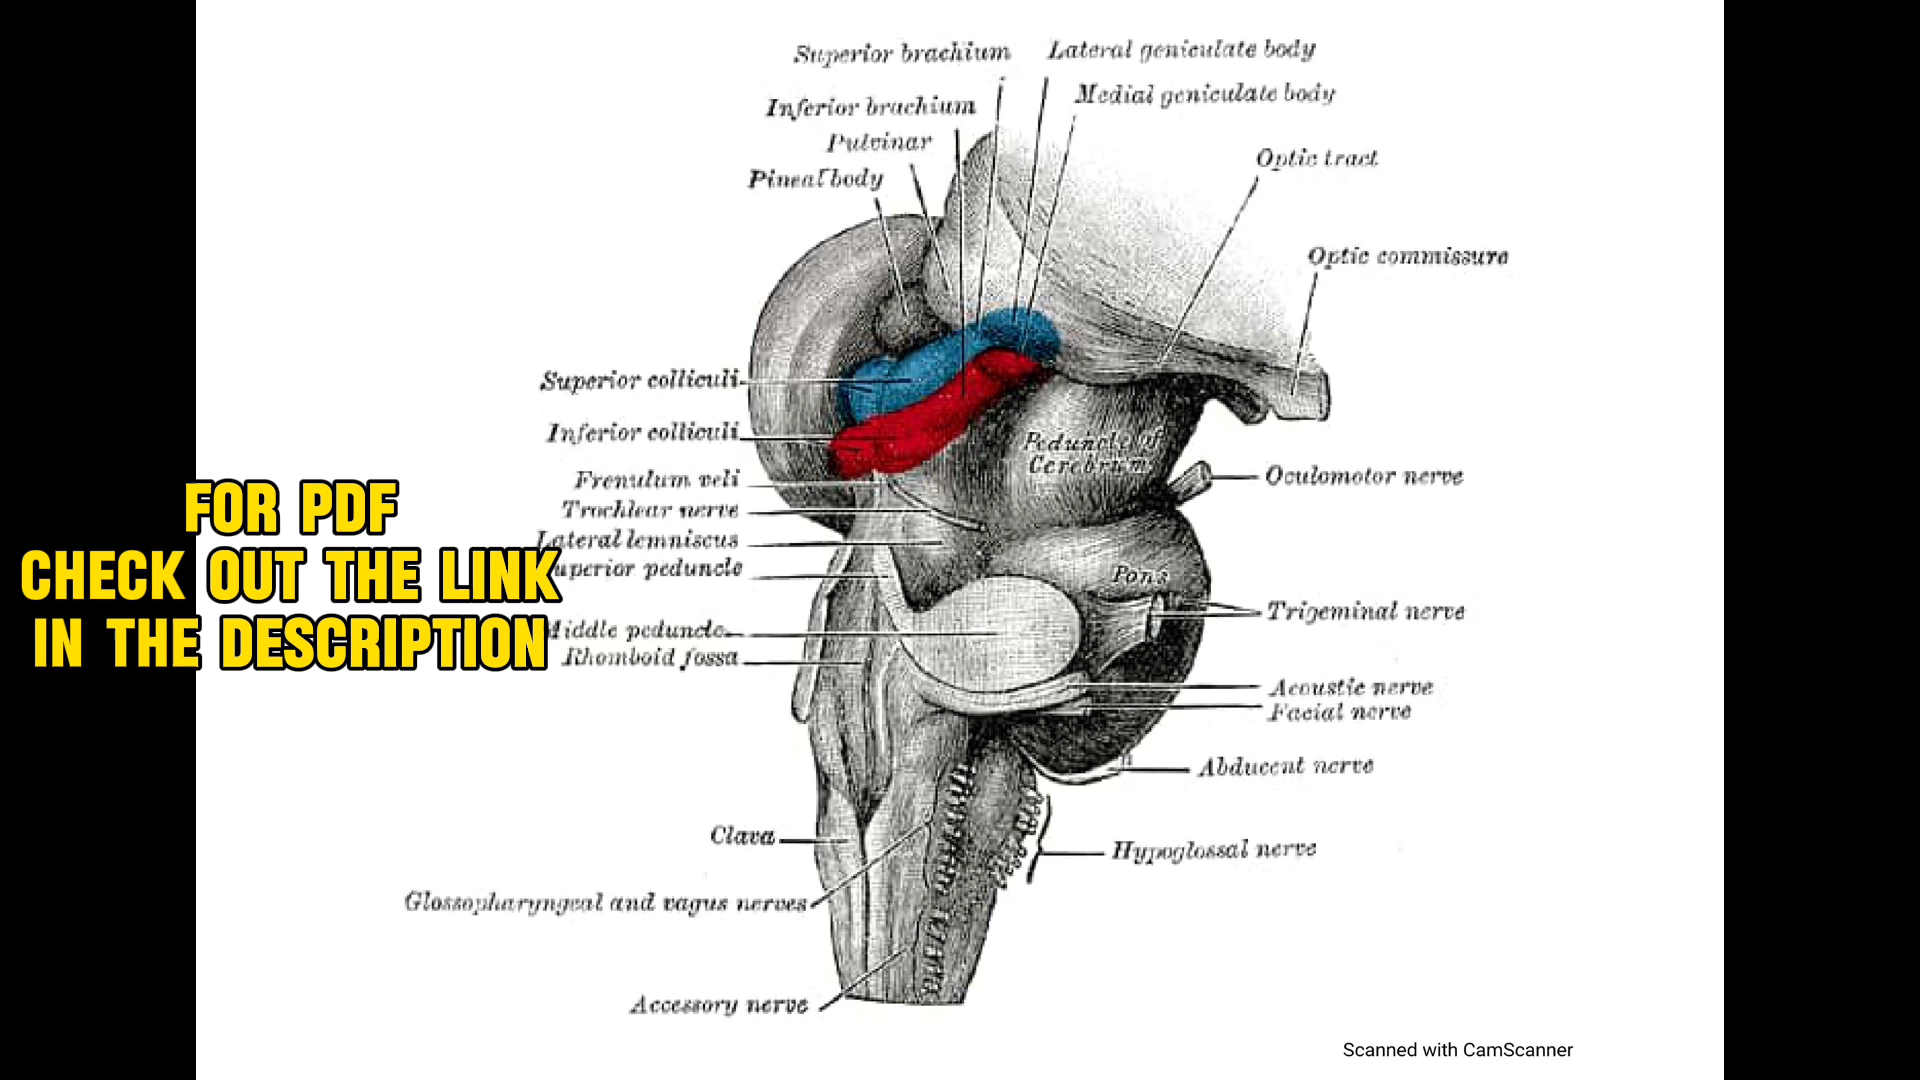 Superior brachium
Lateral geniculate body
Inferior brachium
Medial geniculate body
Pulvinar
Pineal body
Optic tract
Optic commissure
Superior colliculi
Inferior colliculi
Peduncle of
Cerebrum
Frenulum veli
Oculomotor nerve
Trochlear nerve
Lateral lemniscus
uperior peduncle
Pons
Trigeminal nerve
Middle peduncle
Rhomboid fossa
Acoustic nerve
Facial nerve
Abducent nerve
Clava
Hypoglossal nerve
Glossopharyngeal and vagus nerves
Accessory nerve
FOR PDF
CHECK OUT THE LINK
IN THE DESCRIPTION
Scanned with CamScanner